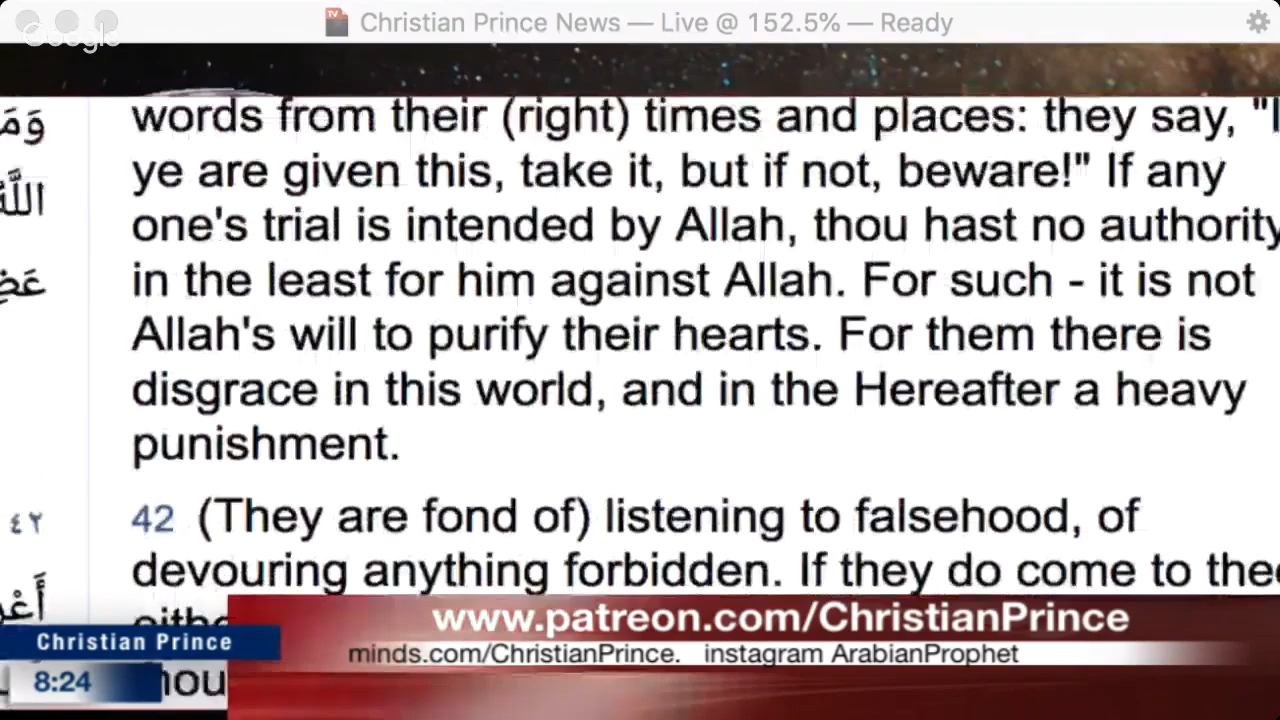 Christian Prince News — Live @ 152.5% — Ready
Google
words from their (right) times and places: they say, "I
ye are given this, take it, but if not, beware!" If any
one's trial is intended by Allah, thou hast no authority
in the least for him against Allah. For such - it is not
Allah's will to purify their hearts. For them there is
disgrace in this world, and in the Hereafter a heavy
punishment.
٤٢
42 (They are fond of) listening to falsehood, of
devouring anything forbidden. If they do come to thee
www.patreon.com/ChristianPrince
Christian Prince
minds.com/ChristianPrince. instagram ArabianProphet
8:24